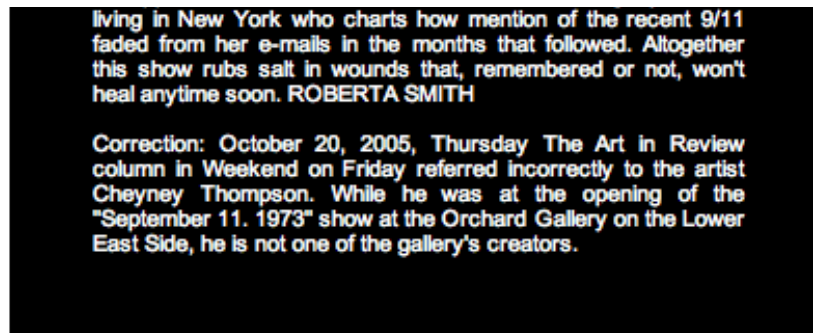 living in New York who charts how mention of the recent 9/11
faded from her e-mails in the months that followed. Altogether
this show rubs salt in wounds that, remembered or not, won't
heal anytime soon. ROBERTA SMITH
Correction: October 20, 2005, Thursday The Art in Review
column in Weekend on Friday referred incorrectly to the artist
Cheyney Thompson. While he was at the opening of the
"September 11. 1973" show at the Orchard Gallery on the Lower
East Side, he is not one of the gallery's creators.